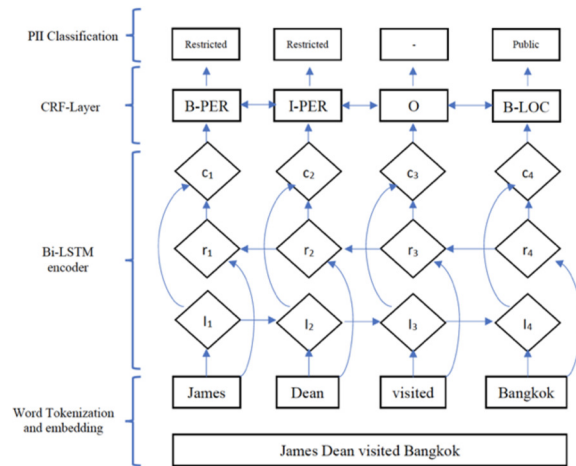 PII Classification
Restricted
Restricted
-
Public
CRF-Layer
B-PER
I-PER
O
B-LOC
Bi-LSTM
encoder
c1
c2
c3
c4
r1
r2
r3
r4
l1
l2
l3
l4
Word Tokenization
and embedding
James
Dean
visited
Bangkok
James Dean visited Bangkok